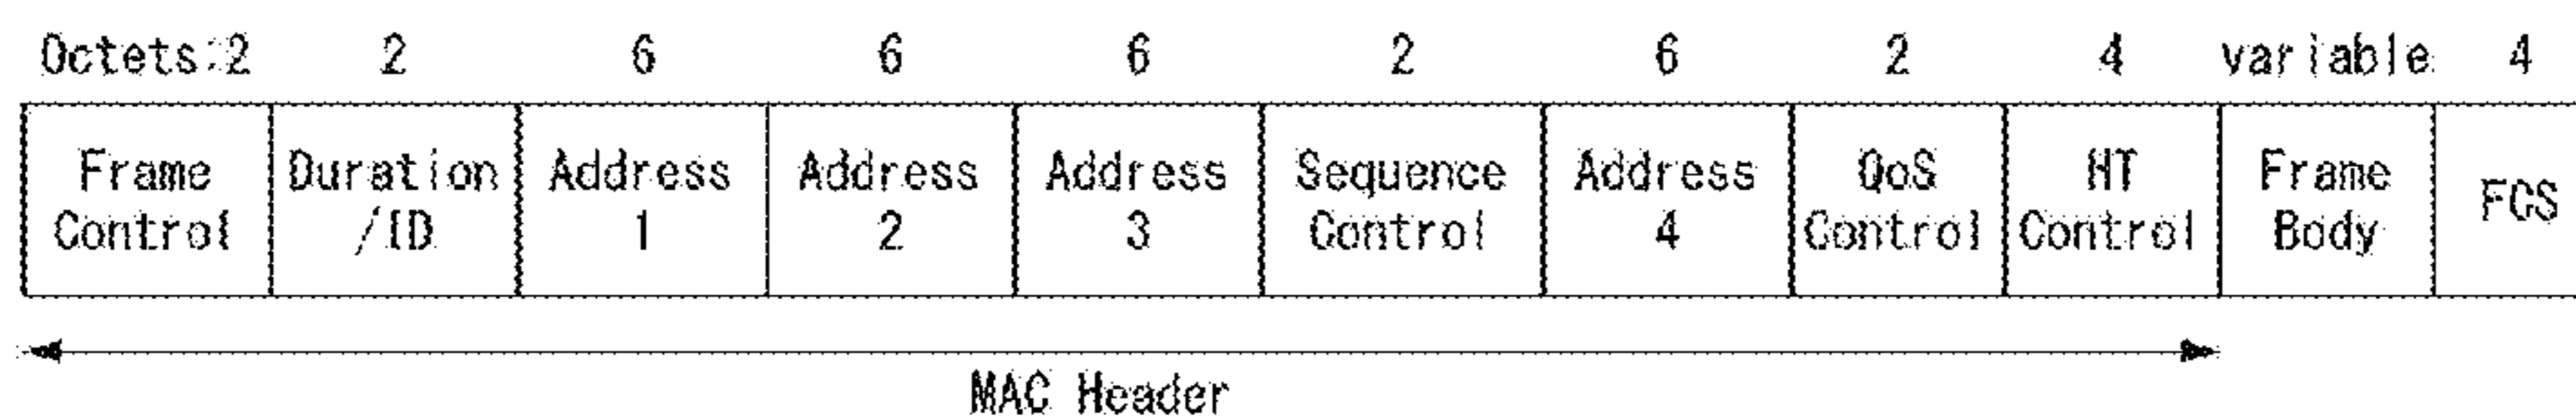 Octets:2 2 6 6 6 2 6 2 4 variable 4
Frame Control Duration /ID Address 1 Address 2 Address 3 Sequence Control Address 4 QoS Control HT Control Frame Body FCS
MAC Header